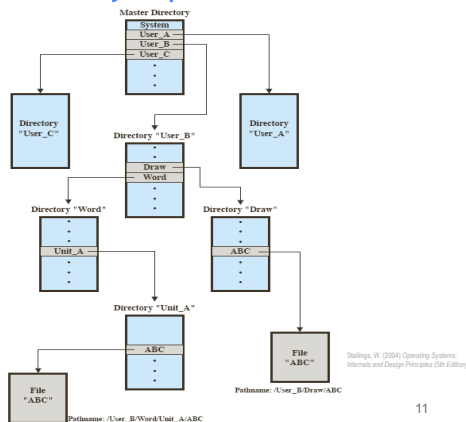 Master Directory
System
User_A
User_B
User_C
Directory
"User_C"
Directory
"User_A"
Directory "User_B"
Draw
Word
Directory "Word"
Unit_A
Directory "Draw"
ABC
Directory "Unit_A"
ABC
File
"ABC"
Pathname: /User_B/Draw/ABC
File
"ABC"
Pathname: /User_B/Word/Unit_A/ABC
Stallings, W. (2004) Operating Systems:
Internals and Design Principles (5th Edition)
11